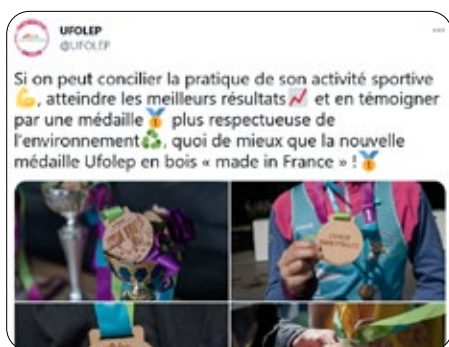 UFOLEP
@UFOLEP
Si on peut concilier la pratique de son activité sportive
💪, atteindre les meilleurs résultats📈 et en témoigner
par une médaille🥇 plus respectueuse de
l'environnement♻, quoi de mieux que la nouvelle
médaille Ufolep en bois « made in France » !🥇